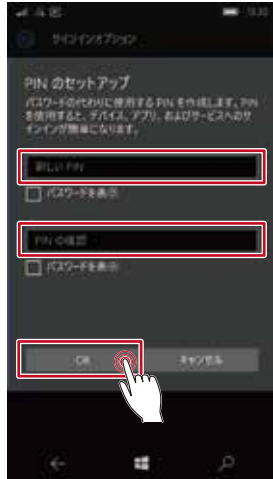 サインインオプション
PIN のセットアップ
パスワードの代わりに使用する PIN を作成します。PIN
を使用すると、デバイス、アプリ、およびサービスへのサ
インインが簡単になります。
新しい PIN
パスワードを表示
PIN の確認
パスワードを表示
OK
キャンセル